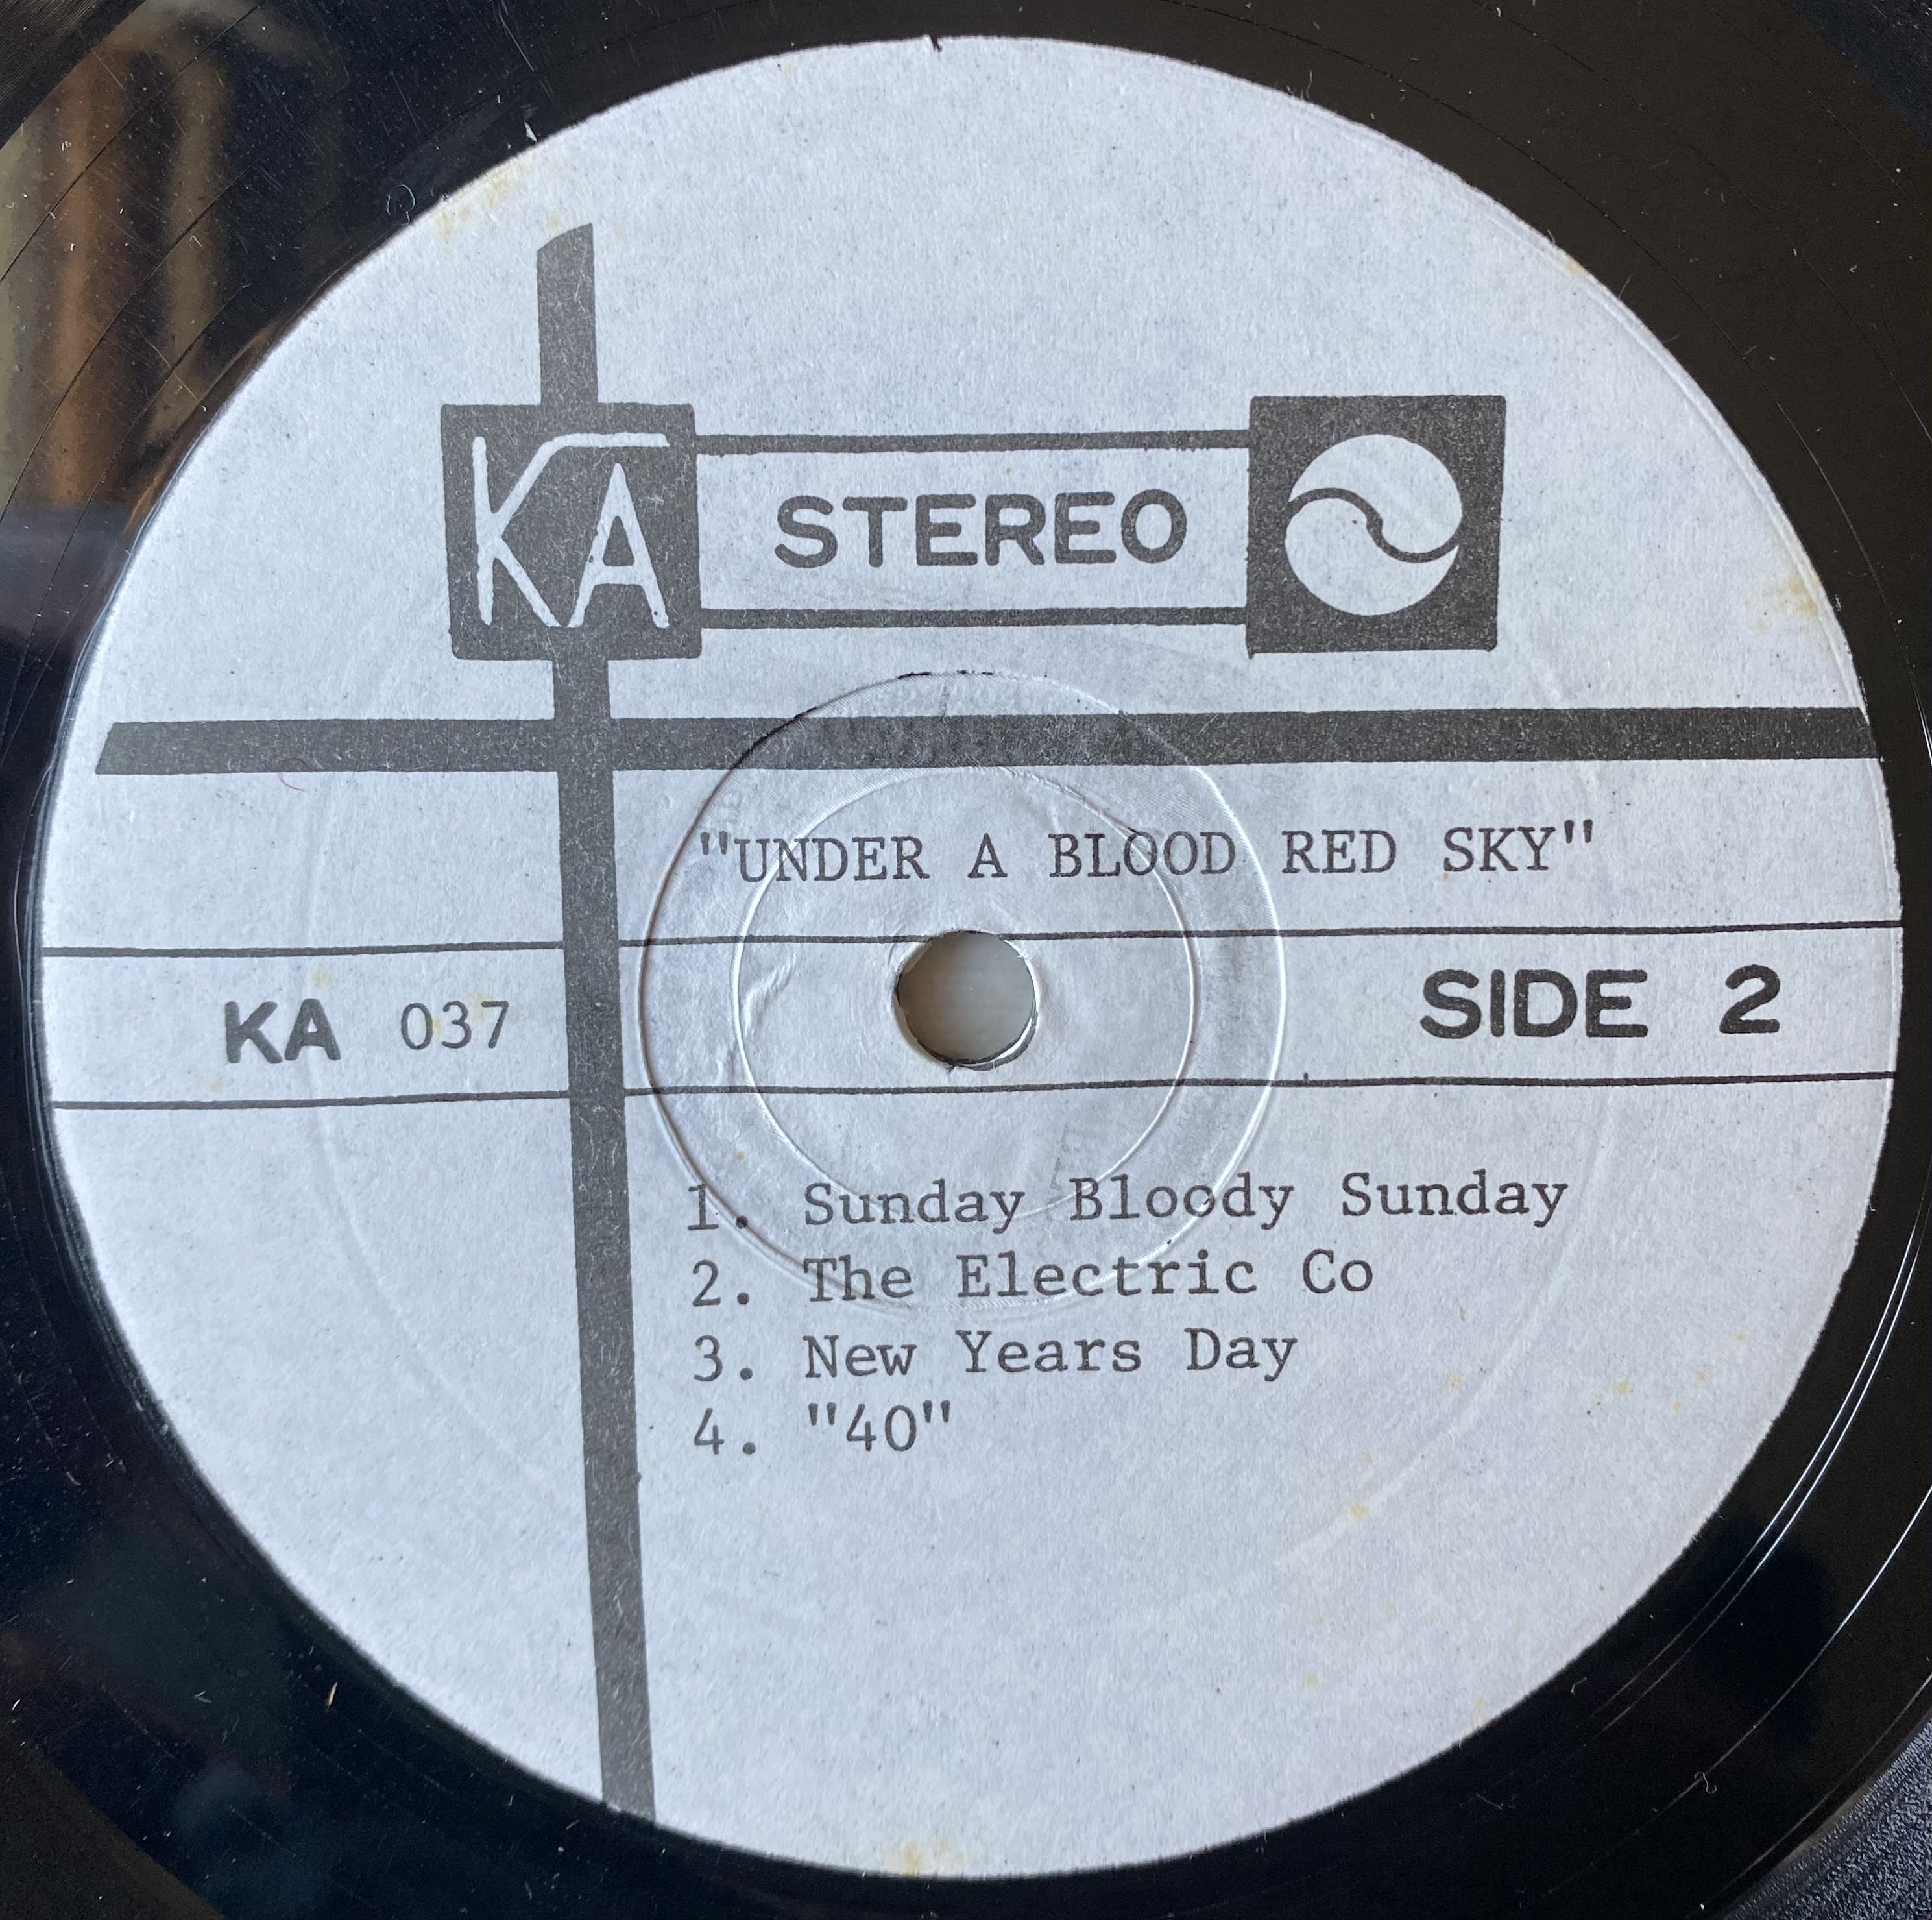 KA STEREO
"UNDER A BLOOD RED SKY"
KA 037
SIDE 2
1. Sunday Bloody Sunday
2. The Electric Co
3. New Years Day
4. "40"